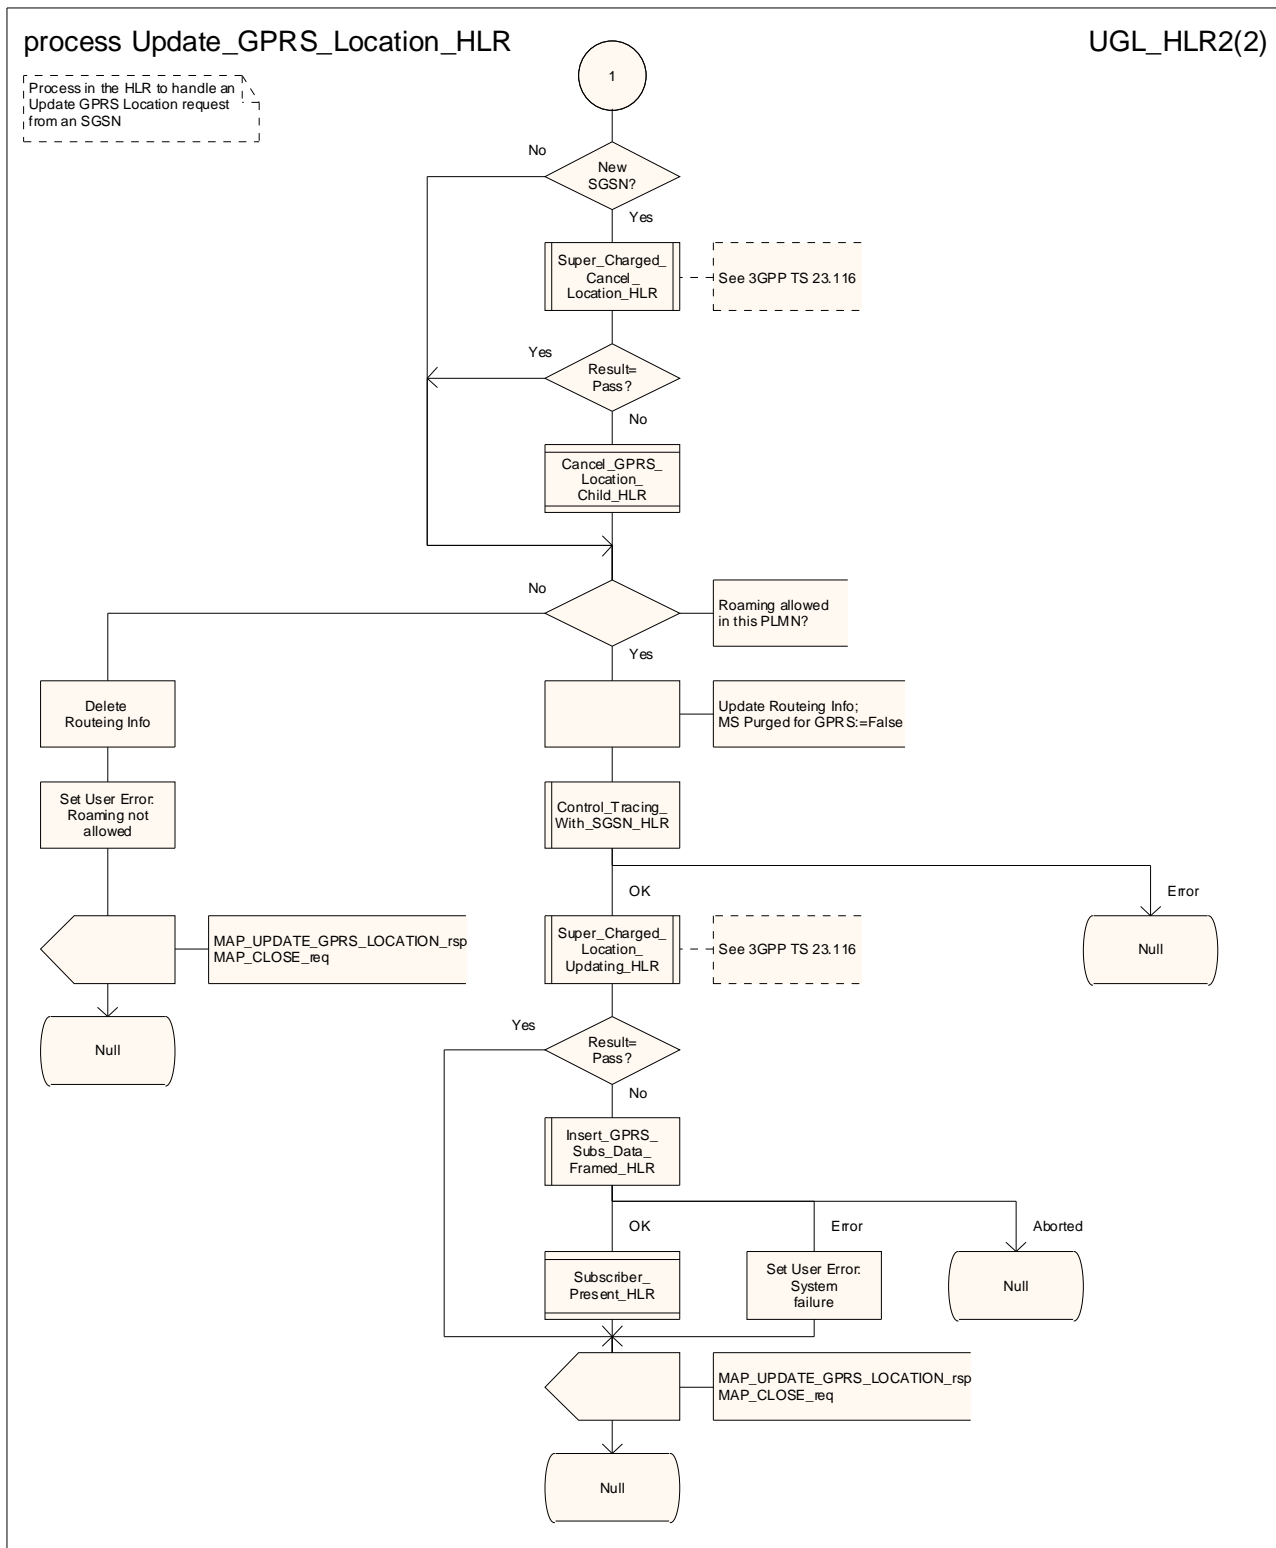 process Update_GPRS_Location_HLR
UGL_HLR2(2)
Process in the HLR to handle an
Update GPRS Location request
from an SGSN
1
No
New
SGSN?
Yes
Super_Charged_
Cancel_
Location_HLR
See 3GPP TS 23.116
Yes
Result=
Pass?
No
Cancel_GPRS_
Location_
Child_HLR
No
Roaming allowed
in this PLMN?
Yes
Delete
Routeing Info
Update Routeing Info;
MS Purged for GPRS:=False
Set User Error:
Roaming not
allowed
Control_Tracing_
With_SGSN_HLR
OK
Error
MAP_UPDATE_GPRS_LOCATION_rsp
MAP_CLOSE_req
Super_Charged_
Location_
Updating_HLR
See 3GPP TS 23.116
Null
Null
Yes
Result=
Pass?
No
Insert_GPRS_
Subs_Data_
Framed_HLR
OK
Error
Aborted
Subscriber_
Present_HLR
Set User Error:
System
failure
Null
MAP_UPDATE_GPRS_LOCATION_rsp
MAP_CLOSE_req
Null